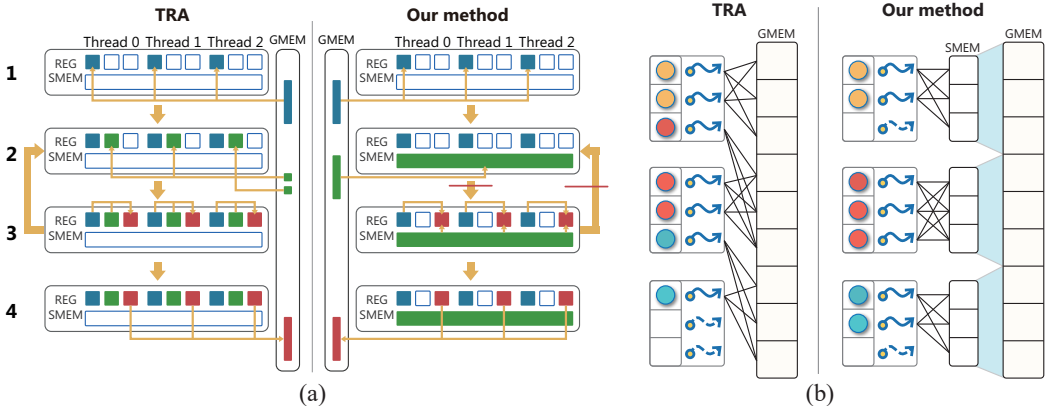 TRA
Our method
Thread 0 Thread 1 Thread 2
GMEM
GMEM
Thread 0 Thread 1 Thread 2
1
REG
SMEM
REG
SMEM
2
REG
SMEM
REG
SMEM
3
REG
SMEM
REG
SMEM
4
REG
SMEM
REG
SMEM
(a)
TRA
Our method
GMEM
SMEM
GMEM
(b)